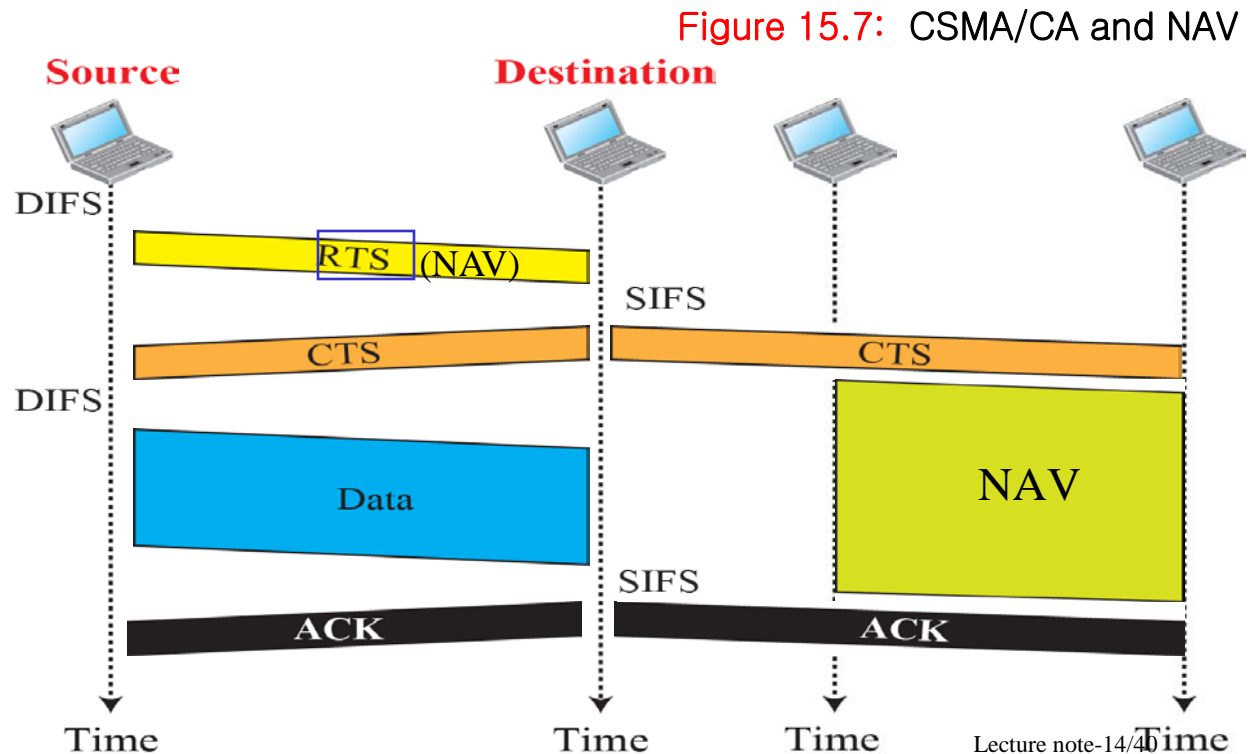 Figure 15.7: CSMA/CA and NAV
Source
Destination
DIFS
RTS (NAV)
SIFS
CTS
CTS
DIFS
NAV
Data
SIFS
ACK
ACK
Time
Time
Time
Time
Lecture note-14/40